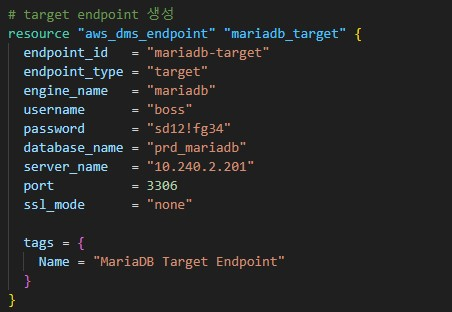 # target endpoint 생성
resource "aws_dms_endpoint" "mariadb_target" {
  endpoint_id   = "mariadb-target"
  endpoint_type = "target"
  engine_name   = "mariadb"
  username      = "boss"
  password      = "sd12!fg34"
  database_name = "prd_mariadb"
  server_name   = "10.240.2.201"
  port          = 3306
  ssl_mode      = "none"

  tags = {
    Name = "MariaDB Target Endpoint"
  }
}